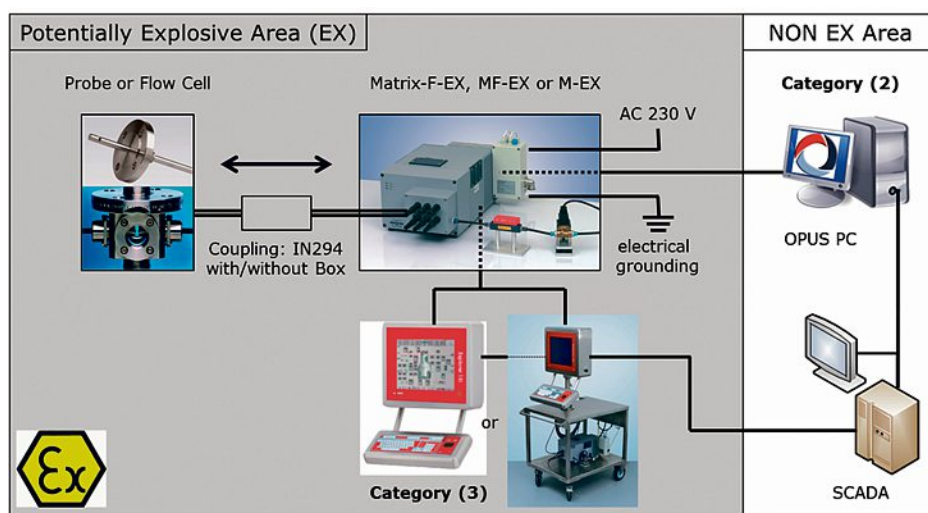 Potentially Explosive Area (EX)
NON EX Area
Probe or Flow Cell
Matrix-F-EX, MF-EX or M-EX
Category (2)
AC 230 V
Coupling: IN294
with/without Box
electrical
grounding
OPUS PC
or
Category (3)
Ex
SCADA